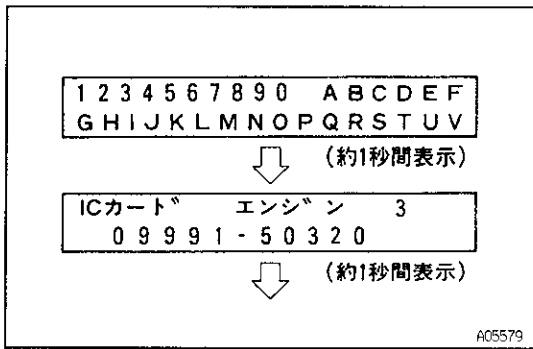 1234567890 ABCDEF
GHIJKLMNOPQRSTUV
(約1秒間表示)
ICカード エンジン 3
09991-50320
(約1秒間表示)
A05579